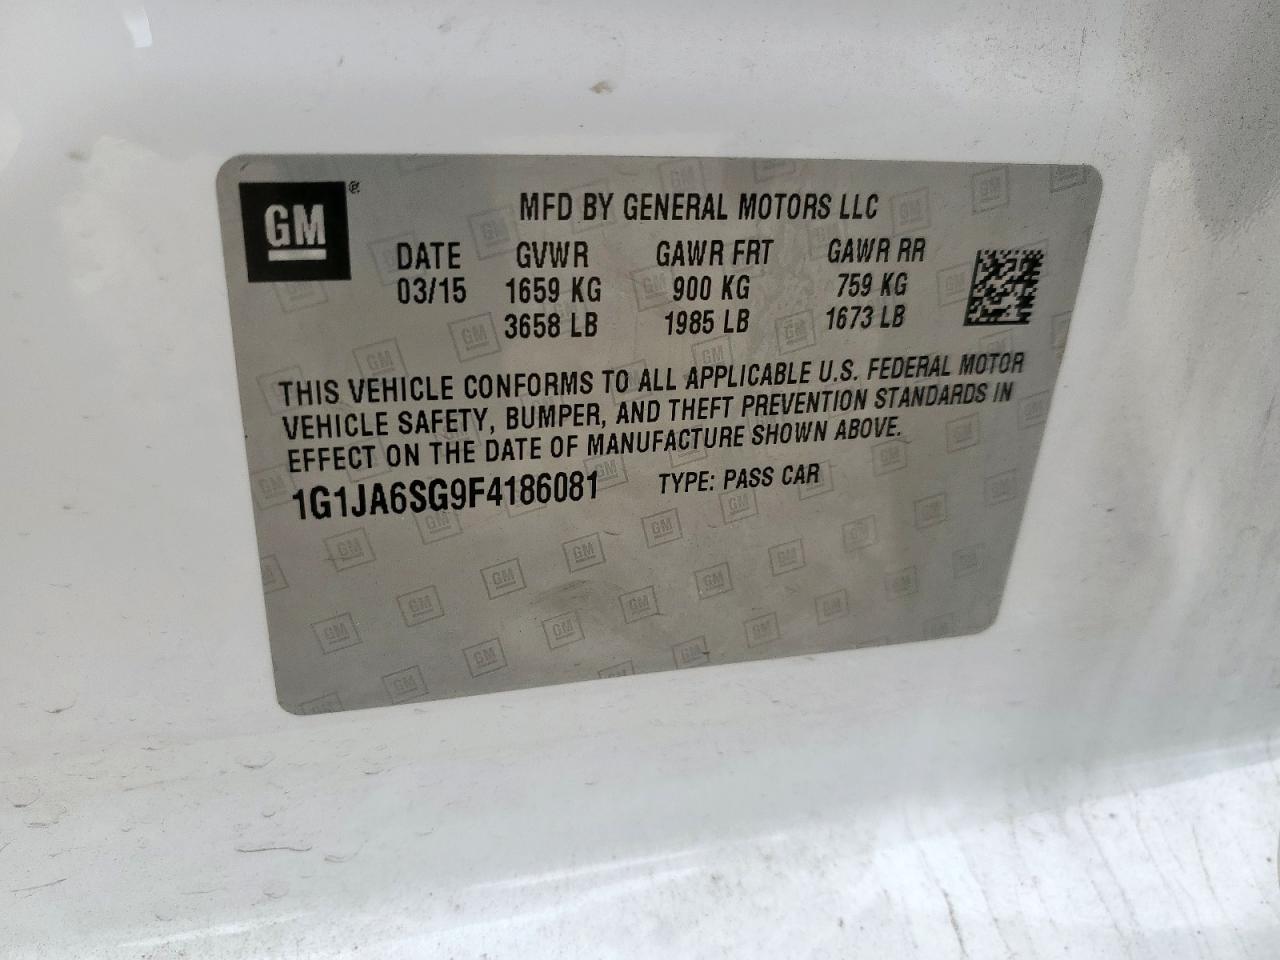 GM
MFD BY GENERAL MOTORS LLC
DATE GVWR GAWR FRT GAWR RR
03/15 1659 KG 900 KG 759 KG
3658 LB 1985 LB 1673 LB
THIS VEHICLE CONFORMS TO ALL APPLICABLE U.S. FEDERAL MOTOR
VEHICLE SAFETY, BUMPER, AND THEFT PREVENTION STANDARDS IN
EFFECT ON THE DATE OF MANUFACTURE SHOWN ABOVE.
1G1JA6SG9F4186081 TYPE: PASS CAR